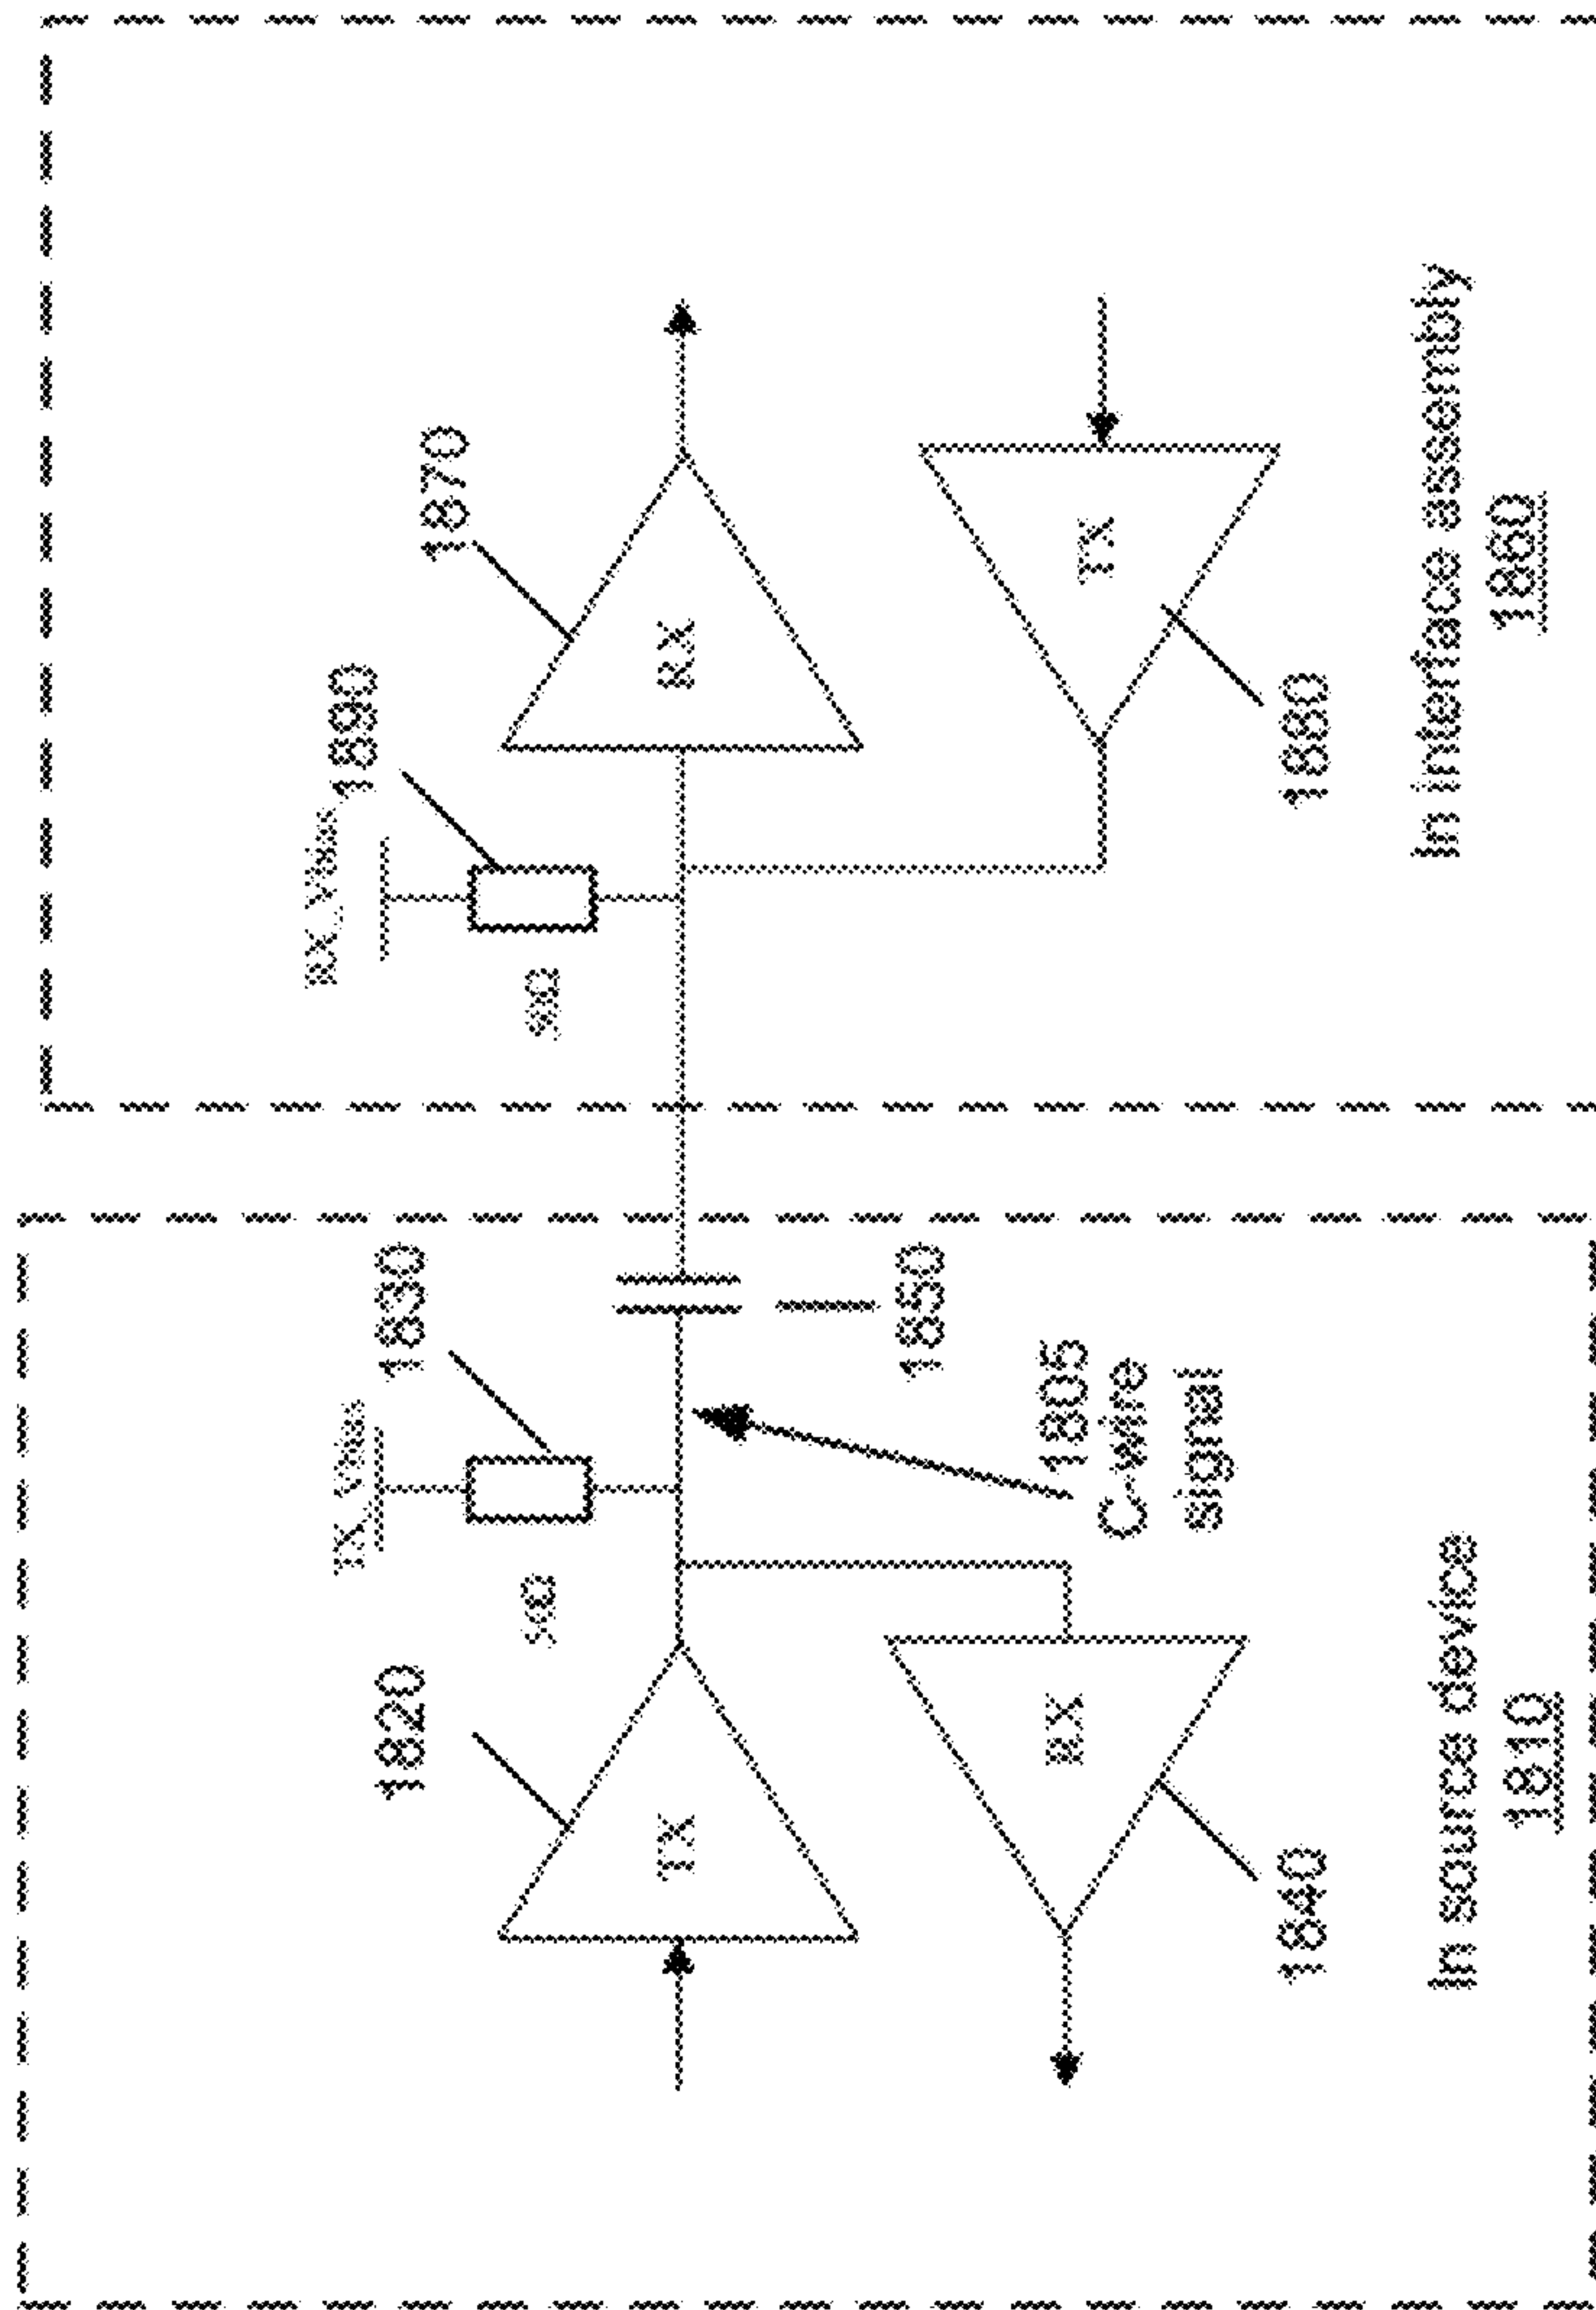 1820
TX
TX_Vbias
50Ω
1830
RX
1840
1850
1805
C-wire
signal
In source device
1810
RX_Vbias
50Ω
1890
1870
RX
TX
1880
In interface assembly
1860